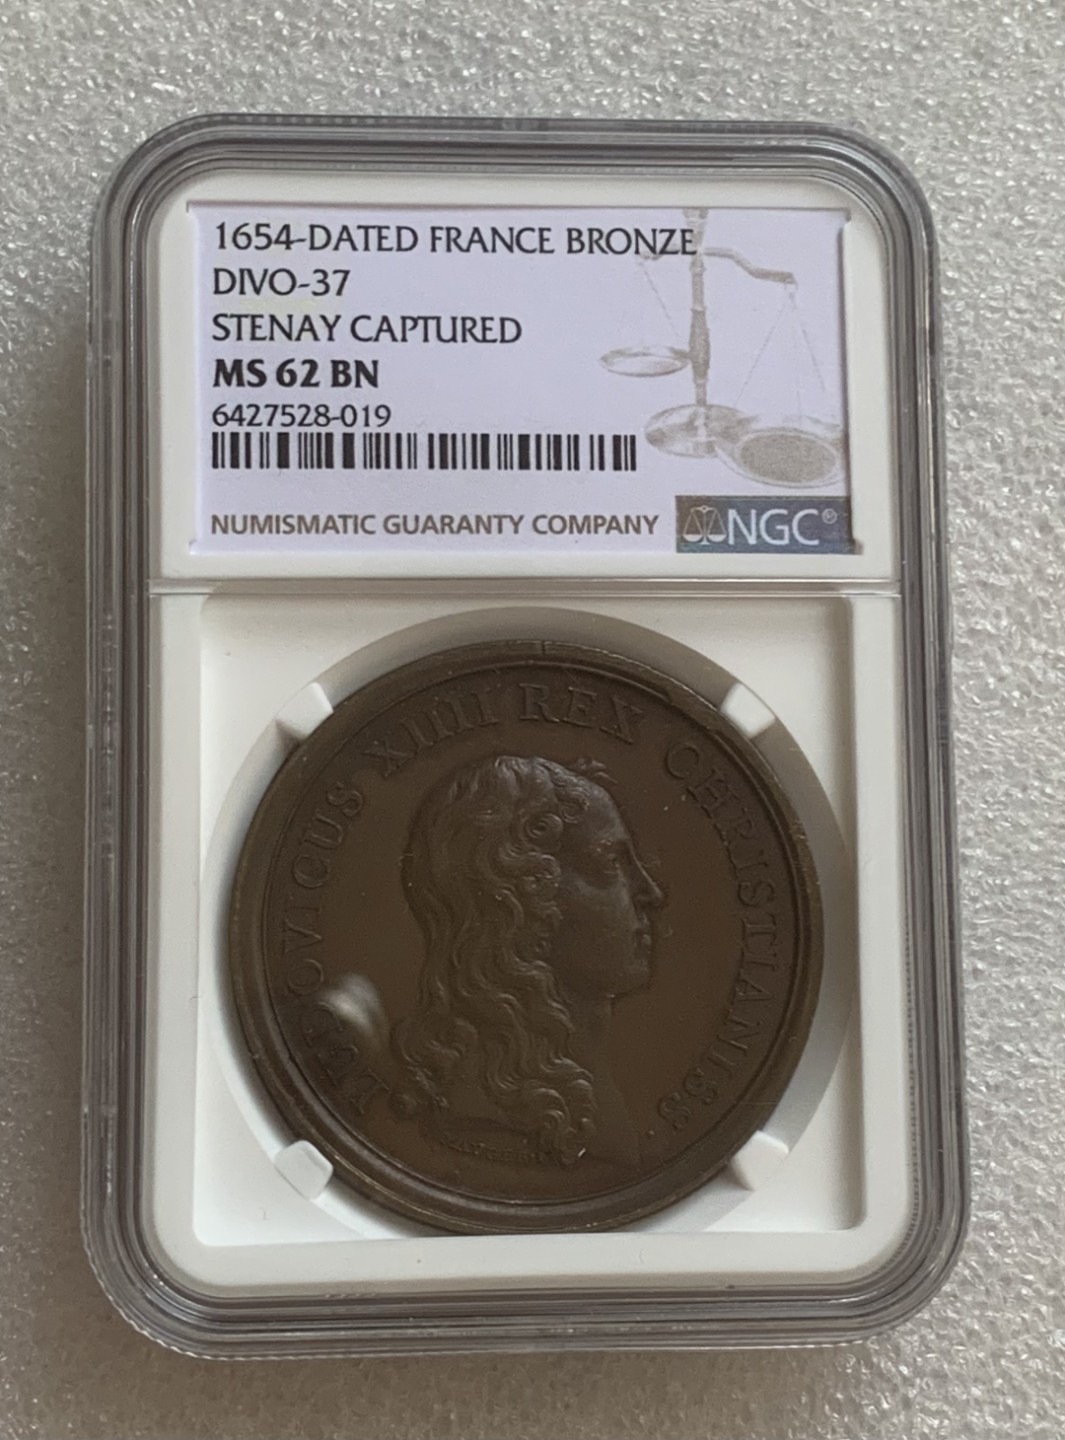 1654-DATED FRANCE BRONZE
DIVO-37
STENAY CAPTURED
MS 62 BN
6427528-019
NUMISMATIC GUARANTY COMPANY
NGC®
LUDOVICUS XIIII REX CHRISTIANISS.